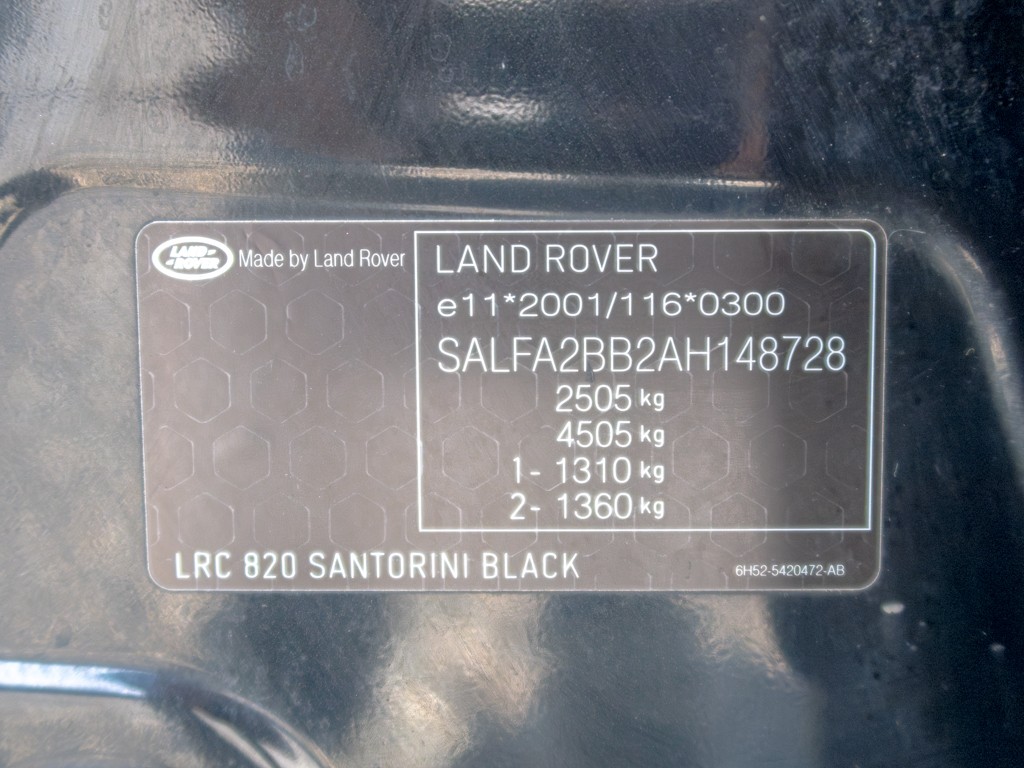 LAND ROVER Made by Land Rover
LAND ROVER
e11*2001/116*0300
SALFA2BB2AH148728
2505 kg
4505 kg
1- 1310 kg
2- 1360 kg
LRC 820 SANTORINI BLACK
6H52-5420472-AB